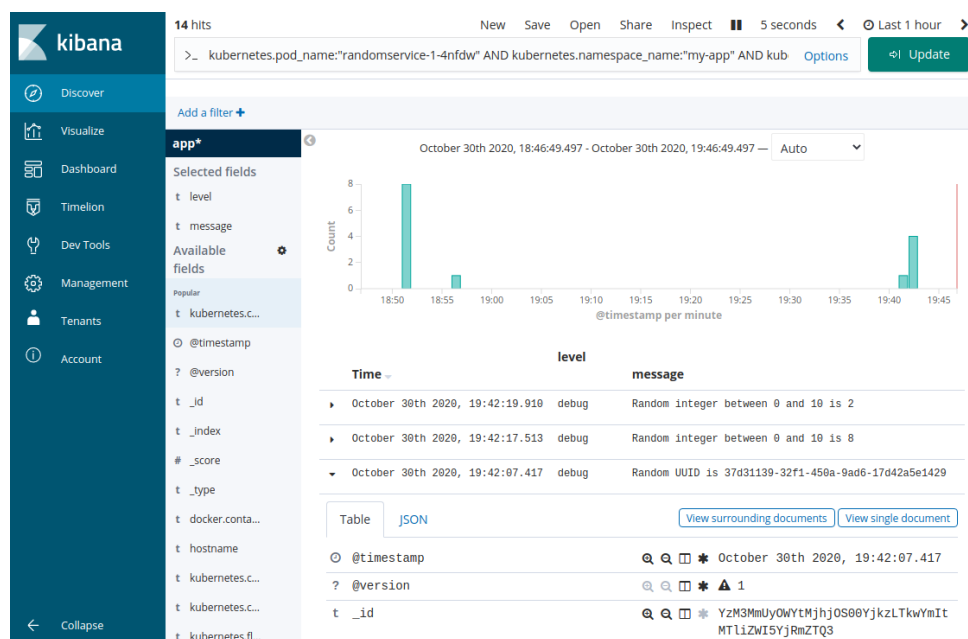 kibana
Discover
Visualize
Dashboard
Timelion
Dev Tools
Management
Tenants
Account
Collapse
14 hits
New Save Open Share Inspect 5 seconds Last 1 hour
>_ kubernetes.pod_name:"randomservice-1-4nfdw" AND kubernetes.namespace_name:"my-app" AND kub Options Update
Add a filter +
app*
Selected fields
t level
t message
Available fields
Popular
t kubernetes.c...
@timestamp
? @version
t _id
t _index
# _score
t _type
t docker.conta...
t hostname
t kubernetes.c...
t kubernetes.c...
t kubernetes.fl...
October 30th 2020, 18:46:49.497 - October 30th 2020, 19:46:49.497 — Auto
8
6
4
2
0
Count
18:50 18:55 19:00 19:05 19:10 19:15 19:20 19:25 19:30 19:35 19:40 19:45
@timestamp per minute
Time level message
October 30th 2020, 19:42:19.910 debug Random integer between 0 and 10 is 2
October 30th 2020, 19:42:17.513 debug Random integer between 0 and 10 is 8
October 30th 2020, 19:42:07.417 debug Random UUID is 37d31139-32f1-450a-9ad6-17d42a5e1429
Table JSON View surrounding documents View single document
@timestamp October 30th 2020, 19:42:07.417
? @version 1
t _id YzM3MmUyOWYtMjhjOS00YjkzLTkwYmIt
MTliZWI5YjRmZTQ3